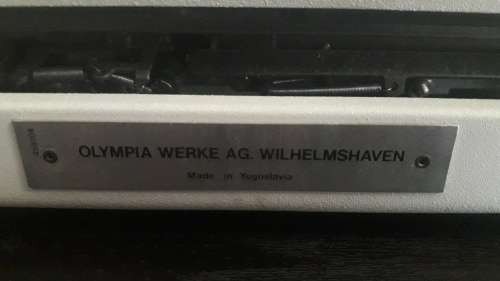 OLYMPIA WERKE AG. WILHELMSHAVEN
Made in Yugoslavia